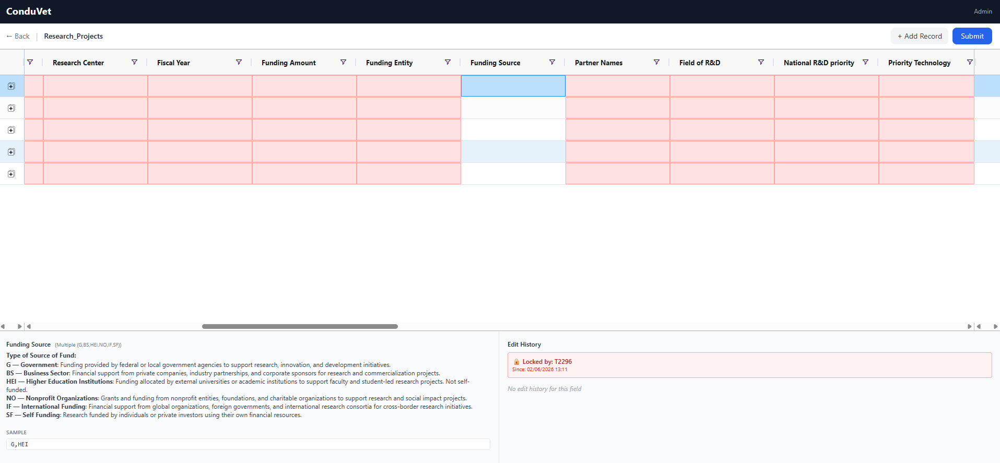 ConduVet
Admin
← Back
Research_Projects
+ Add Record
Submit
Research Center
Fiscal Year
Funding Amount
Funding Entity
Funding Source
Partner Names
Field of R&D
National R&D priority
Priority Technology
Funding Source (Multiple (G,BS,HEI,NO,IF,SF))
Type of Source of Fund:
G — Government: Funding provided by federal or local government agencies to support research, innovation, and development initiatives.
BS — Business Sector: Financial support from private companies, industry partnerships, and corporate sponsors for research and commercialization projects.
HEI — Higher Education Institutions: Funding allocated by external universities or academic institutions to support faculty and student-led research projects. Not self-
funded.
NO — Nonprofit Organizations: Grants and funding from nonprofit entities, foundations, and charitable organizations to support research and social impact projects.
IF — International Funding: Financial support from global organizations, foreign governments, and international research consortia for cross-border research initiatives.
SF — Self Funding: Research funded by individuals or private investors using their own financial resources.
SAMPLE
G,HEI
Edit History
Locked by: T2296
Since: 02/06/2026 13:11
No edit history for this field